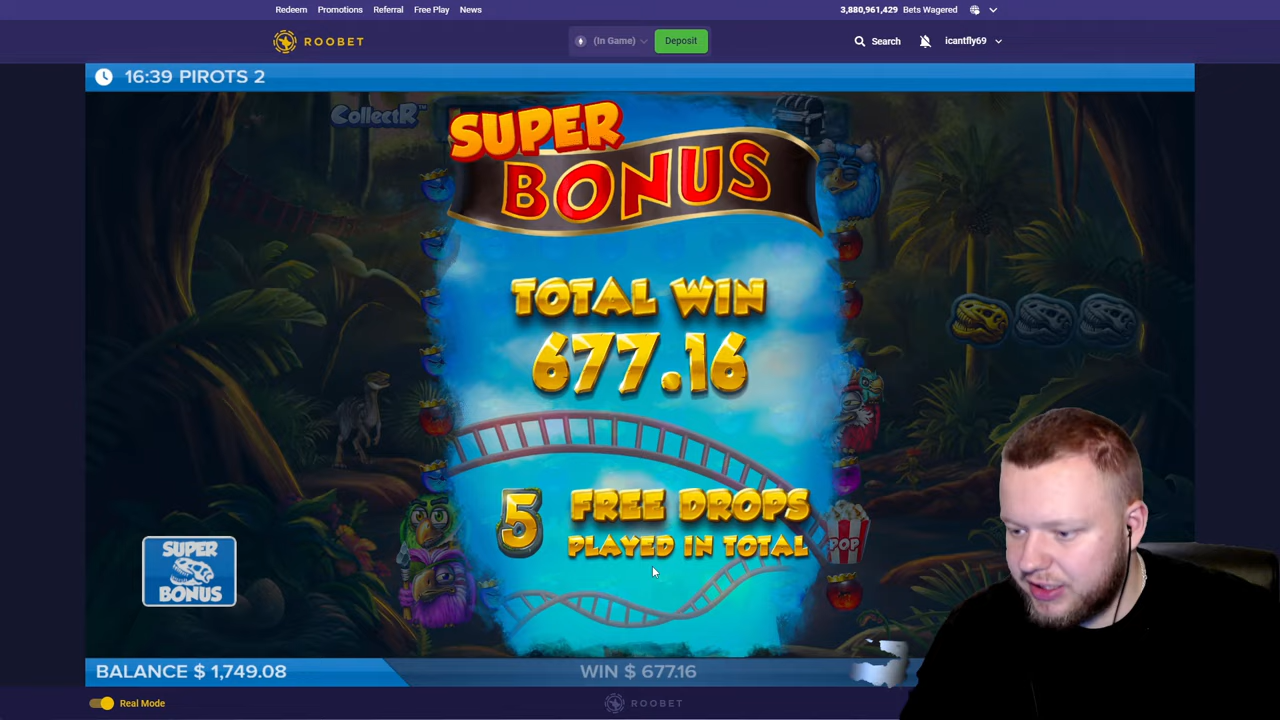 Redeem Promotions Referral Free Play News 3,880,961,429 Bets Wagered
ROOBET (In Game) Deposit Search icantfly69
16:39 PIROTS 2
CollectR™
SUPER
BONUS
TOTAL WIN
677.16
5 FREE DROPS
PLAYED IN TOTAL
POP
SUPER
BONUS
BALANCE $ 1,749.08 WIN $ 677.16
Real Mode ROOBET